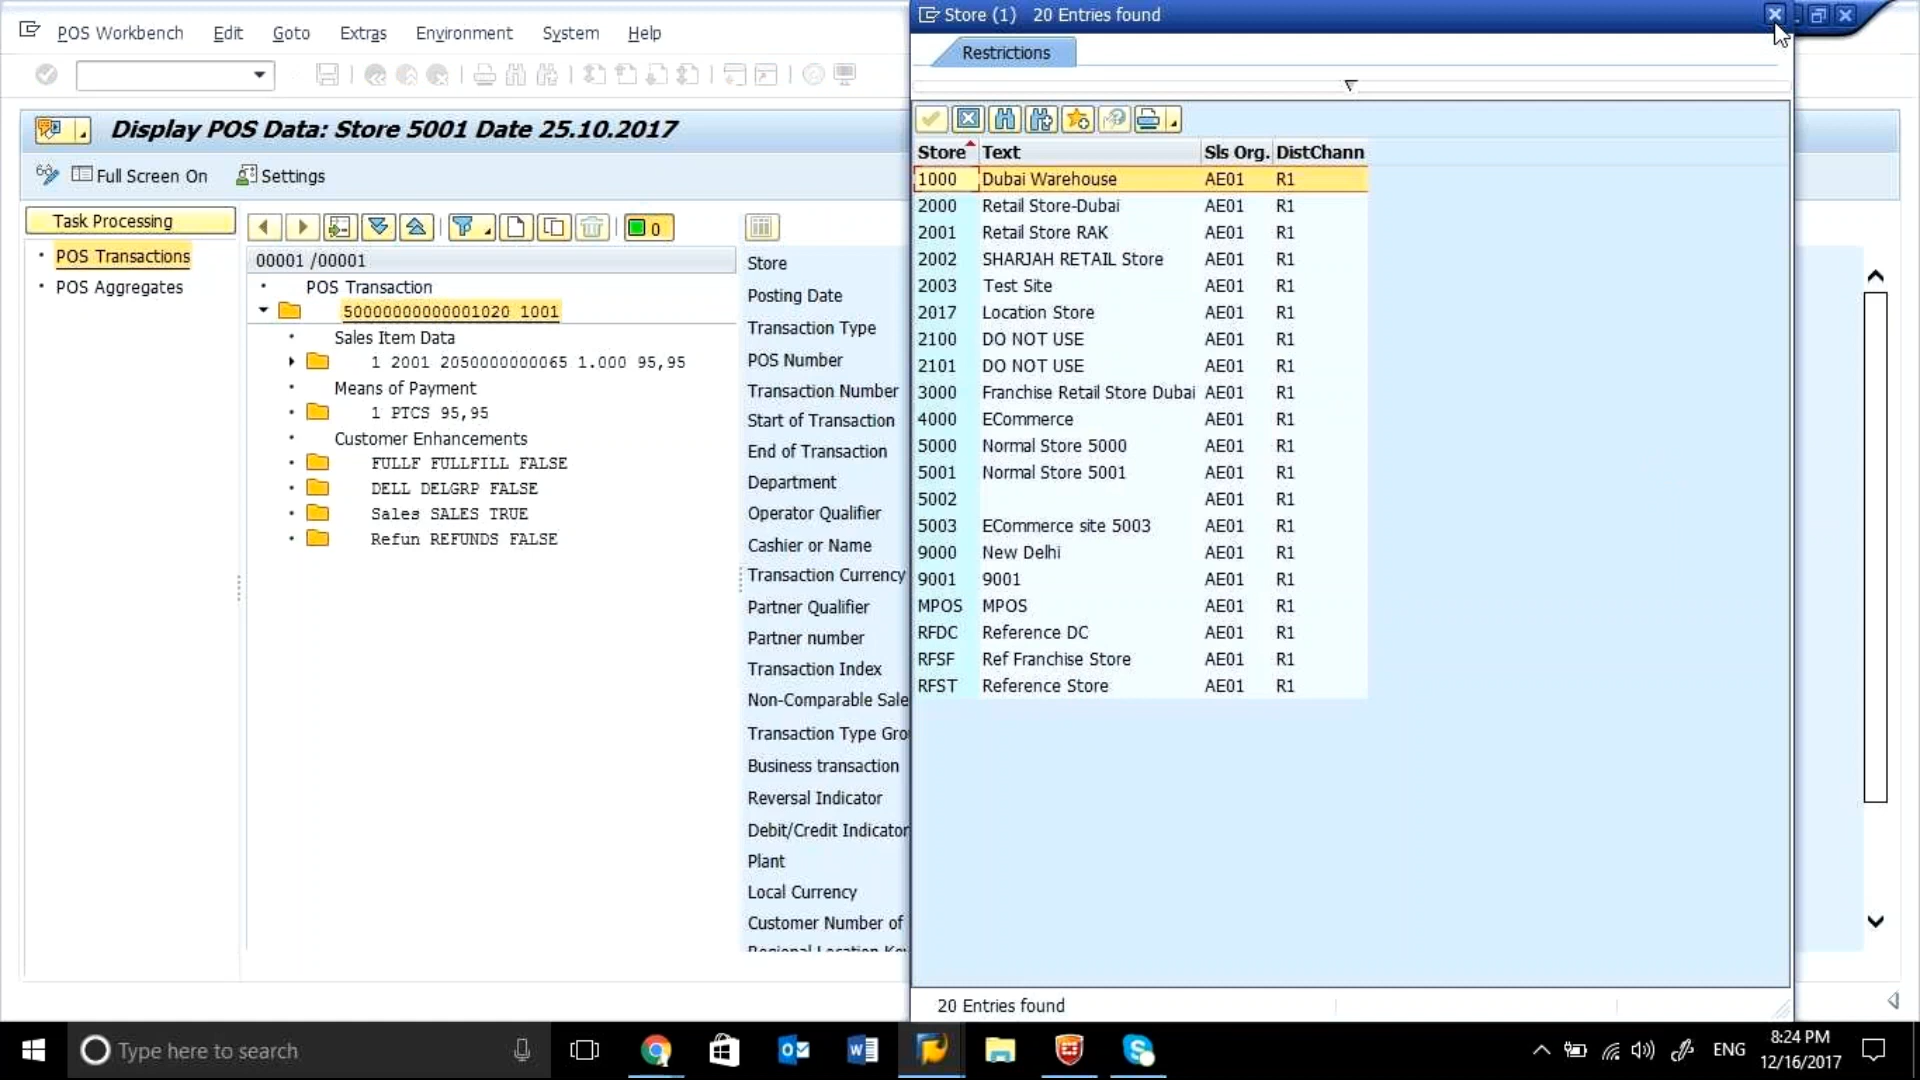 POS Workbench Edit Goto Extras Environment System Help
Display POS Data: Store 5001 Date 25.10.2017
Full Screen On Settings
Task Processing
POS Transactions
POS Aggregates
0
00001 /00001
POS Transaction
50000000000001020 1001
Sales Item Data
1 2001 2050000000065 1.000 95,95
Means of Payment
1 PTCS 95,95
Customer Enhancements
FULLF FULLFILL FALSE
DELL DELGRP FALSE
Sales SALES TRUE
Refun REFUNDS FALSE
Store
Posting Date
Transaction Type
POS Number
Transaction Number
Start of Transaction
End of Transaction
Department
Operator Qualifier
Cashier or Name
Transaction Currency
Partner Qualifier
Partner number
Transaction Index
Non-Comparable Sale
Transaction Type Gro
Business transaction
Reversal Indicator
Debit/Credit Indicator
Plant
Local Currency
Customer Number of
Store (1) 20 Entries found
Restrictions
Store Text Sls Org. DistChann
1000 Dubai Warehouse AE01 R1
2000 Retail Store-Dubai AE01 R1
2001 Retail Store RAK AE01 R1
2002 SHARJAH RETAIL Store AE01 R1
2003 Test Site AE01 R1
2017 Location Store AE01 R1
2100 DO NOT USE AE01 R1
2101 DO NOT USE AE01 R1
3000 Franchise Retail Store Dubai AE01 R1
4000 ECommerce AE01 R1
5000 Normal Store 5000 AE01 R1
5001 Normal Store 5001 AE01 R1
5002 AE01 R1
5003 ECommerce site 5003 AE01 R1
9000 New Delhi AE01 R1
9001 9001 AE01 R1
MPOS MPOS AE01 R1
RFDC Reference DC AE01 R1
RFSF Ref Franchise Store AE01 R1
RFST Reference Store AE01 R1
20 Entries found
Type here to search
ENG
8:24 PM
12/16/2017